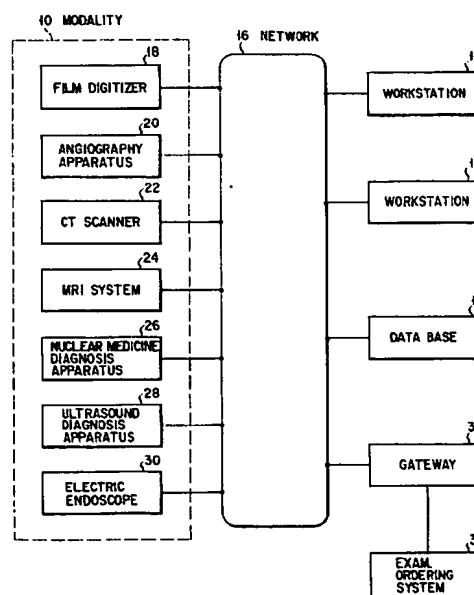 10 MODALITY
16 NETWORK
18
FILM DIGITIZER
20
ANGIOGRAPHY
APPARATUS
22
CT SCANNER
24
MRI SYSTEM
26
NUCLEAR MEDICINE
DIAGNOSIS
APPARATUS
28
ULTRASOUND
DIAGNOSIS
APPARATUS
30
ELECTRIC
ENDOSCOPE
WORKSTATION
WORKSTATION
DATA BASE
GATEWAY
EXAM.
ORDERING
SYSTEM